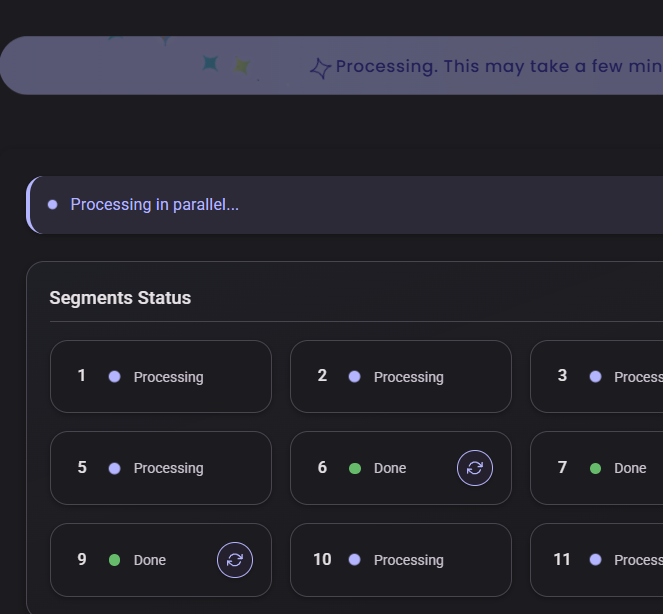 Processing. This may take a few min
Processing in parallel...
Segments Status
1 Processing 2 Processing 3 Process
5 Processing 6 Done 7 Done
9 Done 10 Processing 11 Process